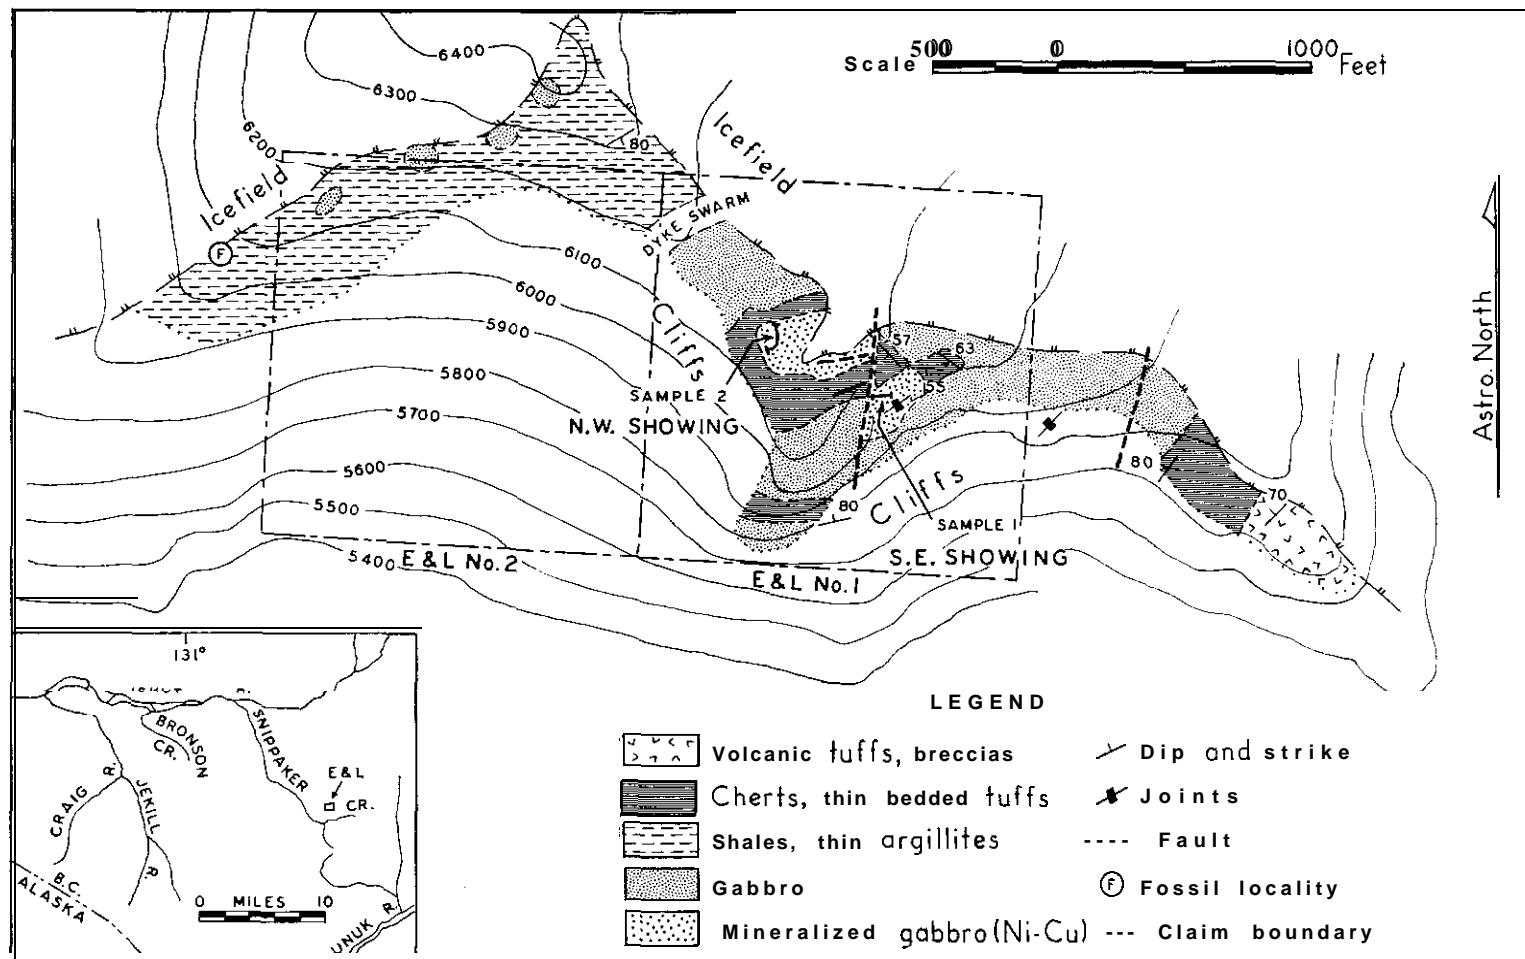 Scale 500 0 1000 Feet
6400
6300
6200
80
Icefield
Icefield
F
DYKE SWARM
6100
6000
5900
5800
5700
5600
5500
5400
Cliffs
57
63
55
SAMPLE 2
N.W. SHOWING
80
Cliffs
SAMPLE 1
S.E. SHOWING
80
70
E & L No. 2
E & L No. 1
Astro. North
131°
R.
BRONSON
CR.
SNIPPAKER
CR.
E & L
CRAIG
R.
JEKILL
R.
B.C.
ALASKA
0 MILES 10
UNUK R.
LEGEND
Volcanic tuffs, breccias
Cherts, thin bedded tuffs
Shales, thin argillites
Gabbro
Mineralized gabbro (Ni-Cu)
Dip and strike
Joints
Fault
F Fossil locality
Claim boundary